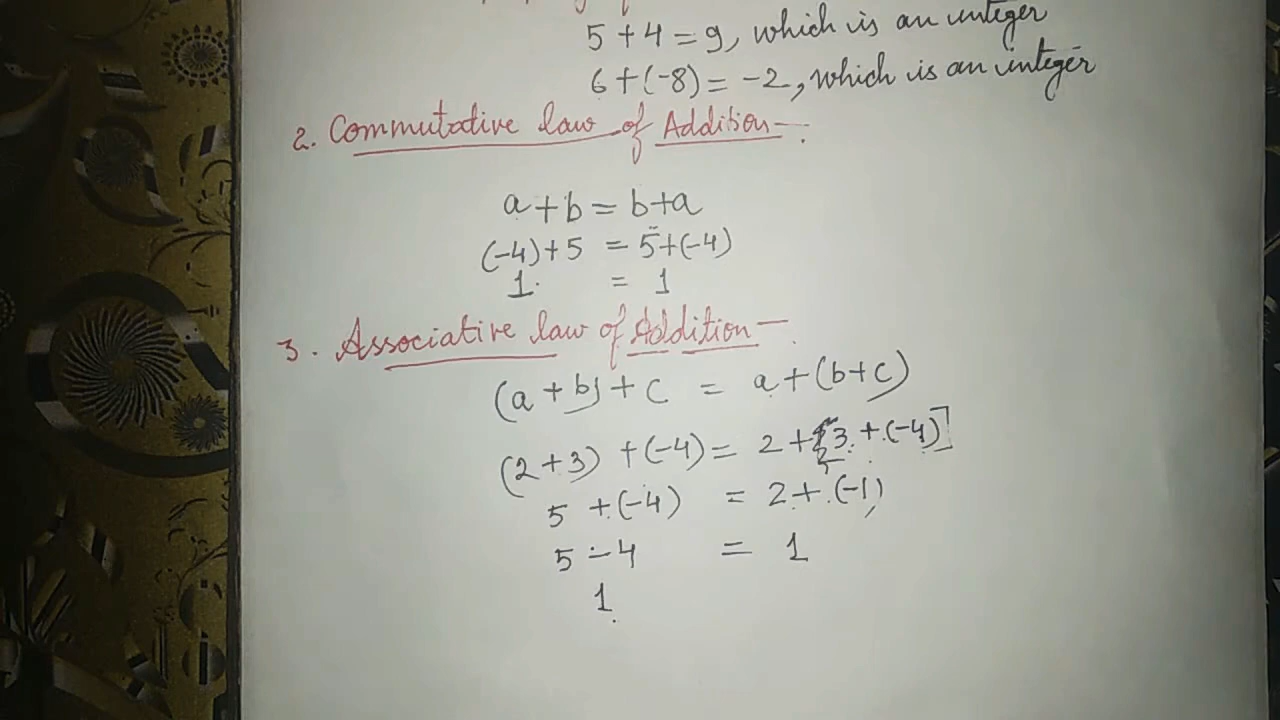 5 + 4 = 9, which is an integer
6 + (-8) = -2, which is an integer
2. Commutative law of Addition -:
a + b = b + a
(-4) + 5 = 5 + (-4)
1 = 1
3. Associative law of Addition -:
(a + b) + c = a + (b + c)
(2 + 3) + (-4) = 2 + [3 + (-4)]
5 + (-4) = 2 + (-1)
5 - 4 = 1
1